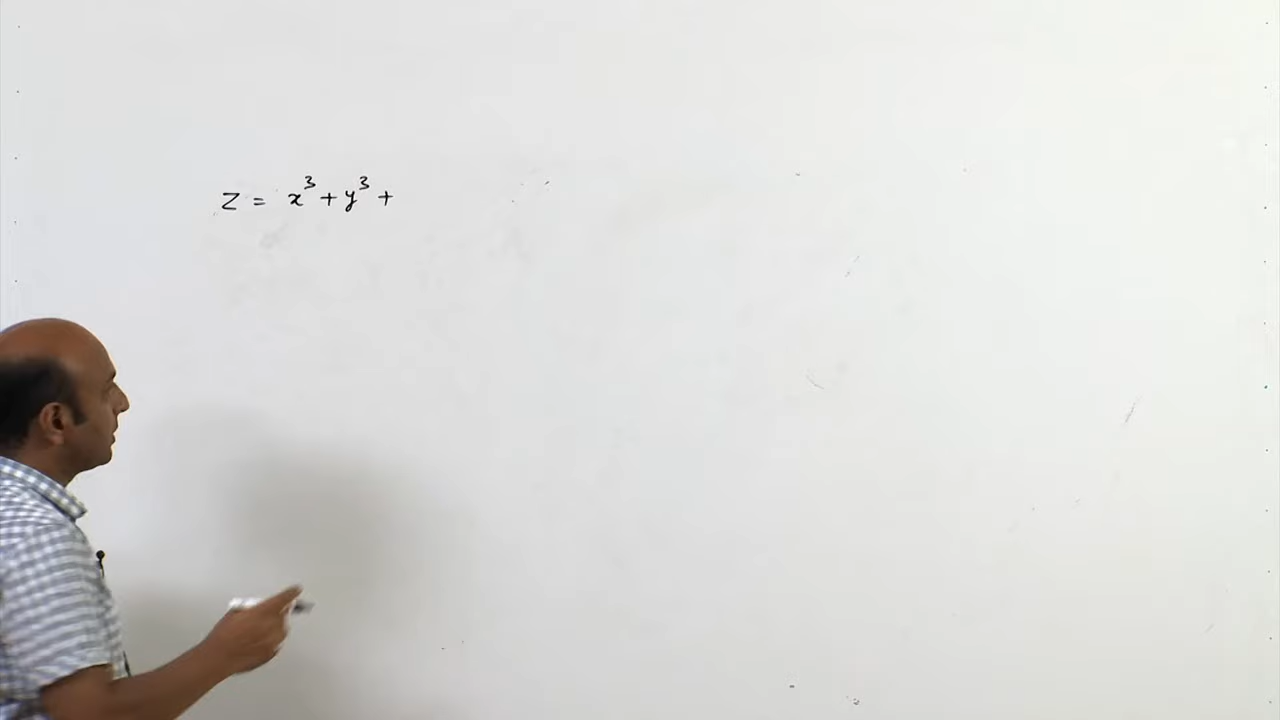 z = x³ + y³ +